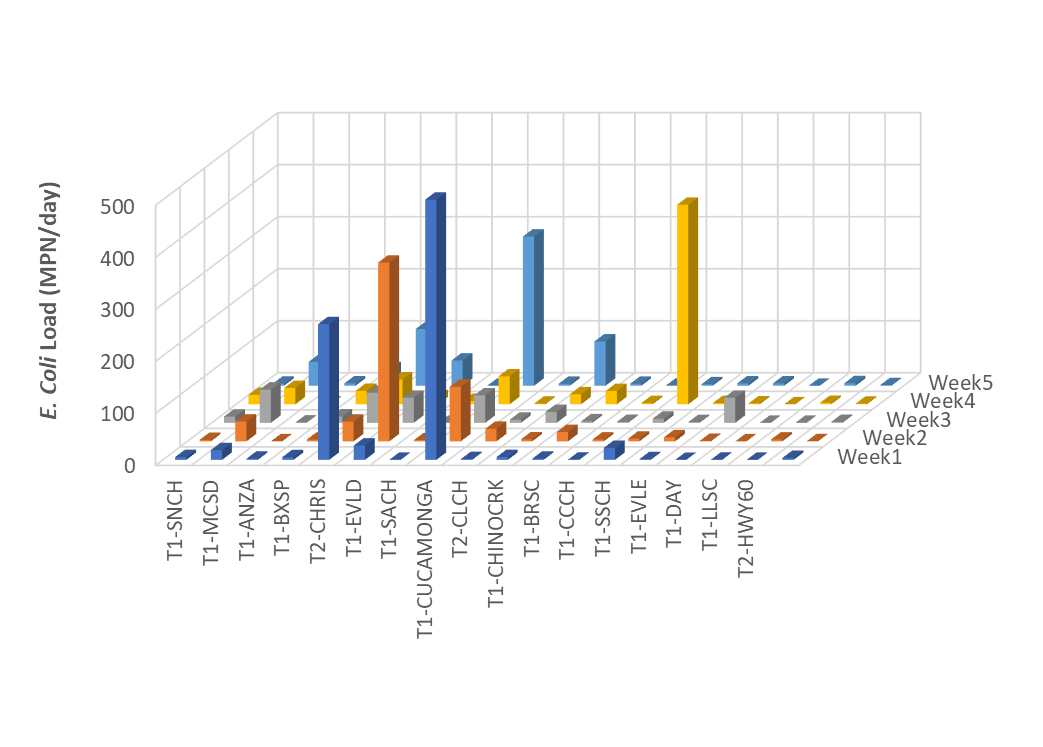 E. Coli Load (MPN/day)
500
400
300
200
100
0
Week5
Week4
Week3
Week2
Week1
T1-SNCH
T1-MCSD
T1-ANZA
T1-BXSP
T2-CHRIS
T1-EVLD
T1-SACH
T1-CUCAMONGA
T2-CLCH
T1-CHINOCRK
T1-BRSC
T1-CCCH
T1-SSCH
T1-EVLE
T1-DAY
T1-LLSC
T2-HWY60